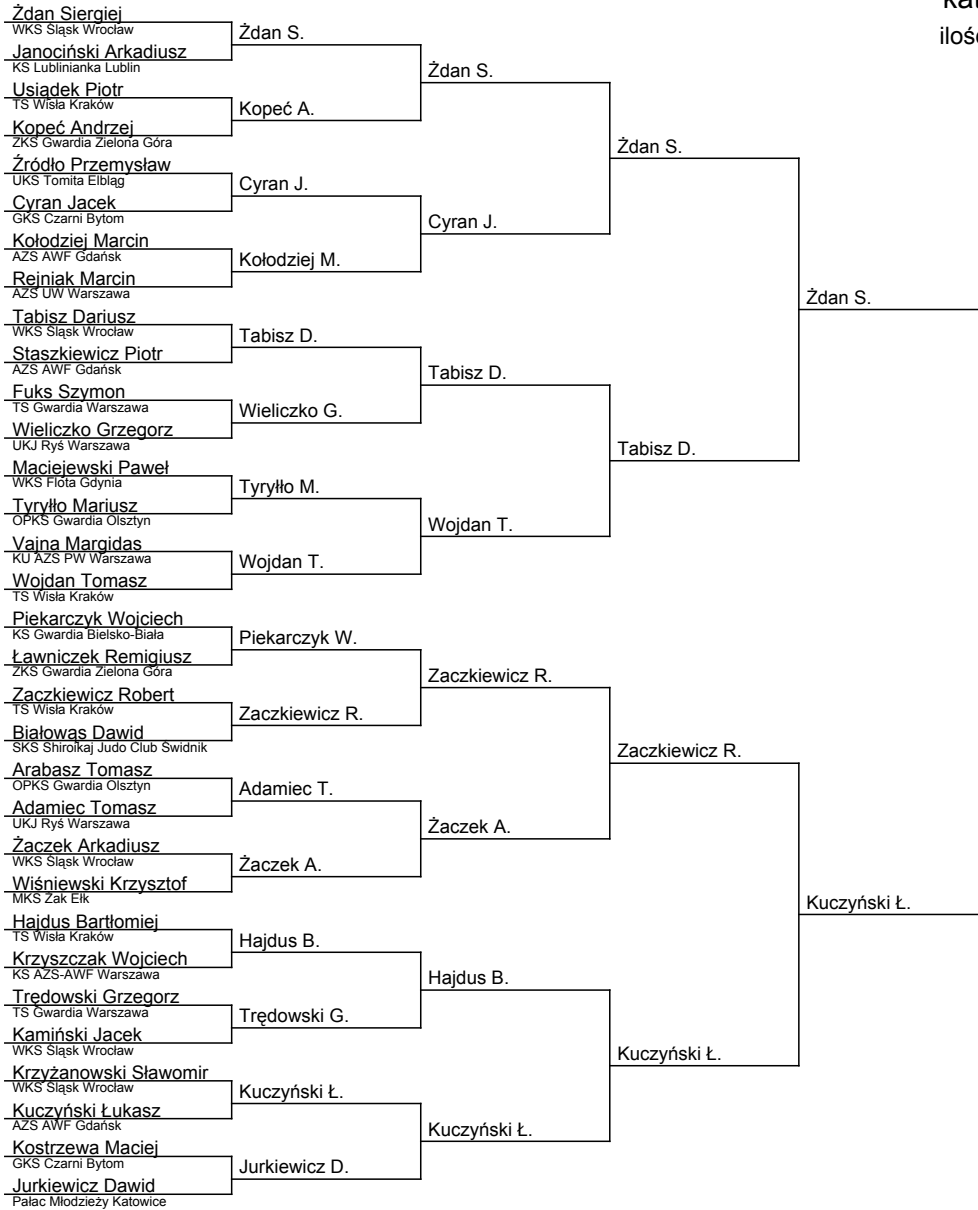 Żdan Siergiej
WKS Śląsk Wrocław
Janociński Arkadiusz
KS Lublinianka Lublin
Usiądek Piotr
TS Wisła Kraków
Kopeć Andrzej
ZKS Gwardia Zielona Góra
Źródło Przemysław
UKS Tomita Elbląg
Cyran Jacek
GKS Czarni Bytom
Kołodziej Marcin
AZS AWF Gdańsk
Rejniak Marcin
AZS UW Warszawa
Tabisz Dariusz
WKS Śląsk Wrocław
Staszkiewicz Piotr
AZS AWF Gdańsk
Fuks Szymon
TS Gwardia Warszawa
Wieliczko Grzegorz
UKJ Ryś Warszawa
Maciejewski Paweł
WKS Flota Gdynia
Tyryłło Mariusz
OPKS Gwardia Olsztyn
Vajna Margidas
KU AZS PW Warszawa
Wojdan Tomasz
TS Wisła Kraków
Piekarczyk Wojciech
KS Gwardia Bielsko-Biała
Ławniczek Remigiusz
ZKS Gwardia Zielona Góra
Zaczkiewicz Robert
TS Wisła Kraków
Białowąs Dawid
SKS Shiroikaj Judo Club Świdnik
Arabasz Tomasz
OPKS Gwardia Olsztyn
Adamiec Tomasz
UKJ Ryś Warszawa
Żaczek Arkadiusz
WKS Śląsk Wrocław
Wiśniewski Krzysztof
MKS Żak Ełk
Hajdus Bartłomiej
TS Wisła Kraków
Krzyszczak Wojciech
KS AZS-AWF Warszawa
Trędowski Grzegorz
TS Gwardia Warszawa
Kamiński Jacek
WKS Śląsk Wrocław
Krzyżanowski Sławomir
WKS Śląsk Wrocław
Kuczyński Łukasz
AZS AWF Gdańsk
Kostrzewa Maciej
GKS Czarni Bytom
Jurkiewicz Dawid
Pałac Młodzieży Katowice
Żdan S.
Kopeć A.
Cyran J.
Kołodziej M.
Tabisz D.
Wieliczko G.
Tyryłło M.
Wojdan T.
Piekarczyk W.
Zaczkiewicz R.
Adamiec T.
Żaczek A.
Hajdus B.
Trędowski G.
Kuczyński Ł.
Jurkiewicz D.
Żdan S.
Cyran J.
Tabisz D.
Wojdan T.
Zaczkiewicz R.
Żaczek A.
Hajdus B.
Kuczyński Ł.
Żdan S.
Tabisz D.
Zaczkiewicz R.
Kuczyński Ł.
Żdan S.
Kuczyński Ł.